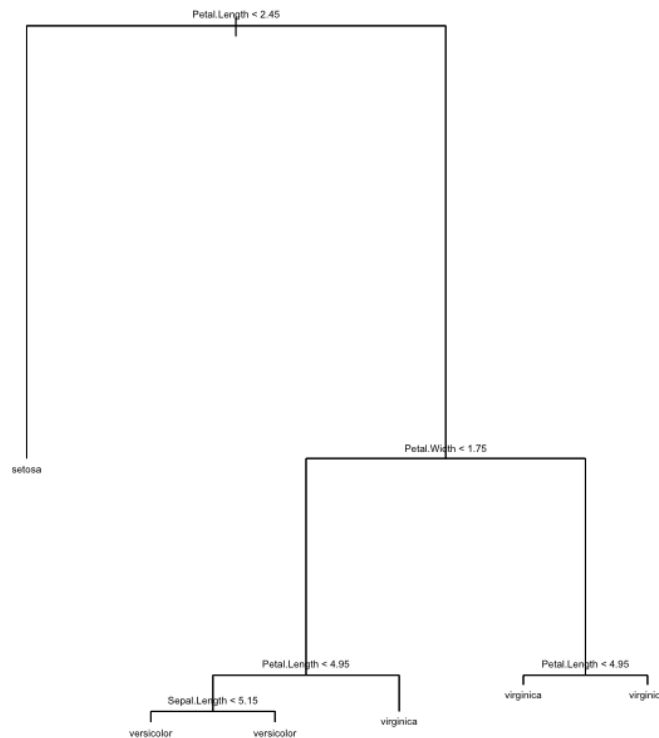 Petal.Length < 2.45
setosa
Petal.Width < 1.75
Petal.Length < 4.95
Petal.Length < 4.95
Sepal.Length < 5.15
virginica
virginic
virginica
versicolor
versicolor